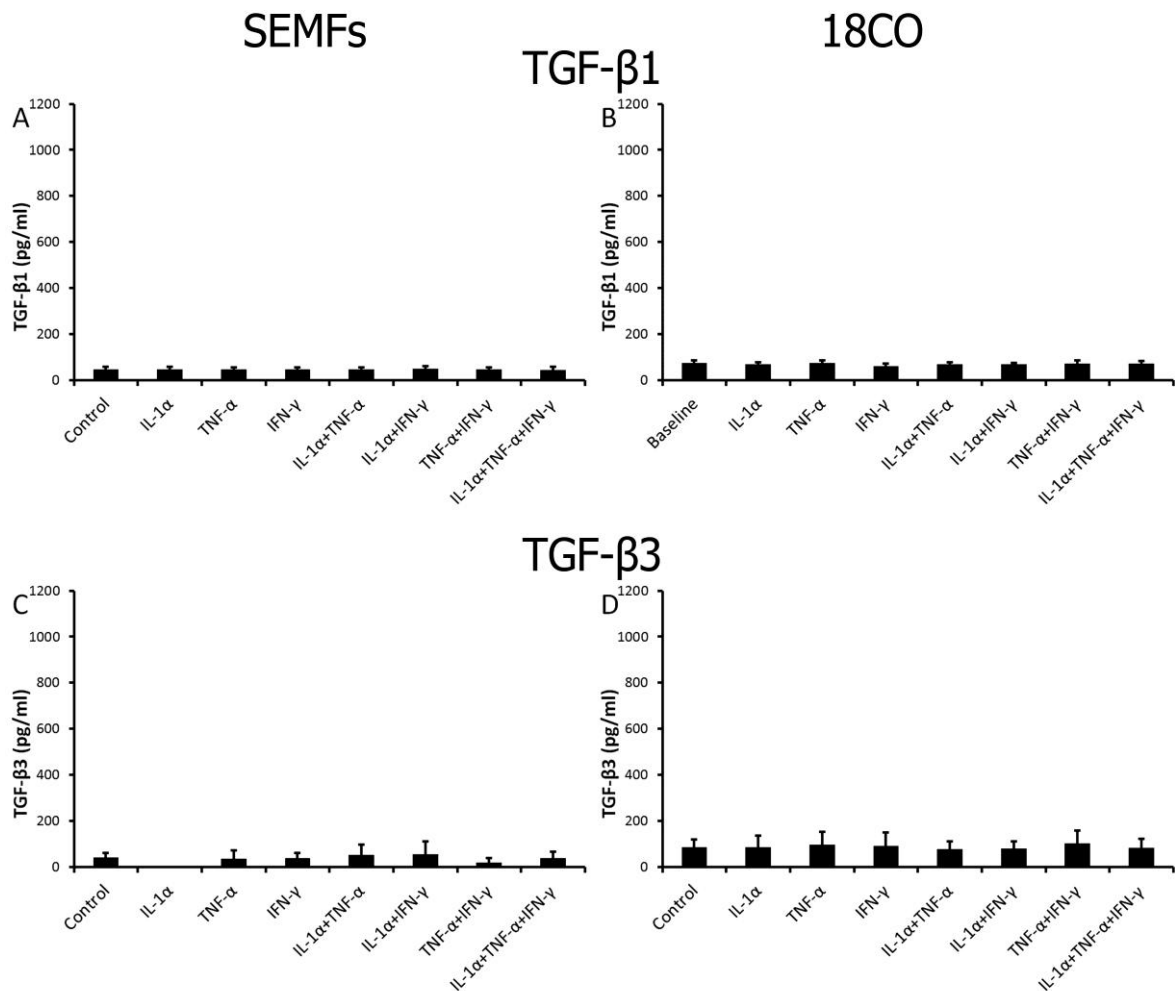 SEMFs
18CO
TGF-β1
A
1200
1000
800
600
400
200
0
TGF-β1 (pg/ml)
Control
IL-1α
TNF-α
IFN-γ
IL-1α+TNF-α
IL-1α+IFN-γ
TNF-α+IFN-γ
IL-1α+TNF-α+IFN-γ
B
1200
1000
800
600
400
200
0
TGF-β1 (pg/ml)
Baseline
IL-1α
TNF-α
IFN-γ
IL-1α+TNF-α
IL-1α+IFN-γ
TNF-α+IFN-γ
IL-1α+TNF-α+IFN-γ
TGF-β3
C
1200
1000
800
600
400
200
0
TGF-β3 (pg/ml)
Control
IL-1α
TNF-α
IFN-γ
IL-1α+TNF-α
IL-1α+IFN-γ
TNF-α+IFN-γ
IL-1α+TNF-α+IFN-γ
D
1200
1000
800
600
400
200
0
TGF-β3 (pg/ml)
Control
IL-1α
TNF-α
IFN-γ
IL-1α+TNF-α
IL-1α+IFN-γ
TNF-α+IFN-γ
IL-1α+TNF-α+IFN-γ